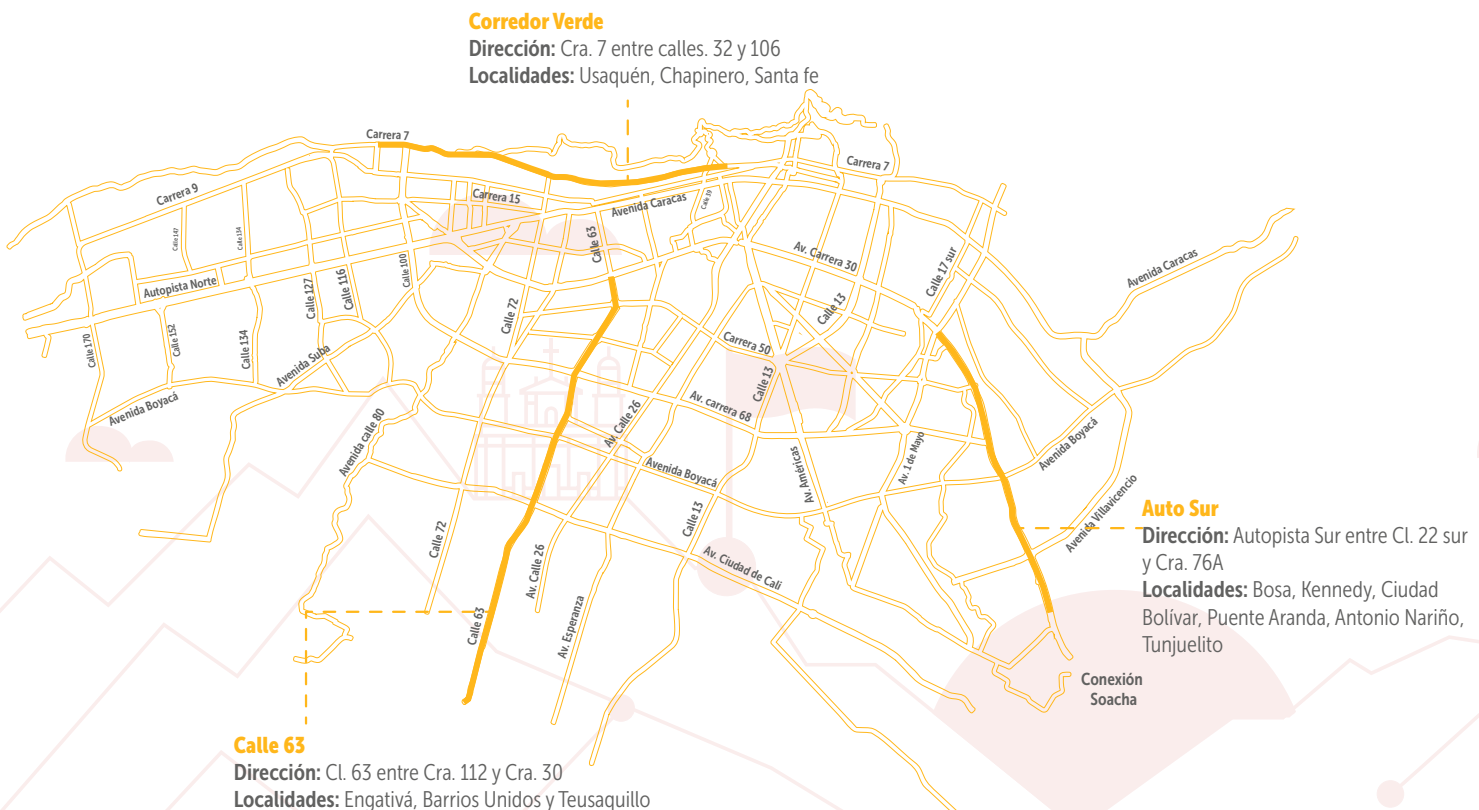 Corredor Verde
Dirección: Cra. 7 entre calles. 32 y 106
Localidades: Usaquén, Chapinero, Santa fe
Carrera 7
Carrera 7
Carrera 9
Carrera 15
Avenida Caracas
Calle 39
Calle 147
Calle 134
Calle 63
Calle 100
Av. Carrera 30
Calle 17 sur
Avenida Caracas
Autopista Norte
Calle 127
Calle 116
Calle 72
Calle 13
Calle 170
Calle 152
Calle 134
Avenida Suba
Carrera 50
Calle 13
Avenida Boyacá
Avenida calle 80
Av. Calle 26
Av. carrera 68
Avenida Boyacá
Av. Américas
Av. 1 de Mayo
Avenida Boyacá
Avenida Villavicencio
Calle 72
Av. Calle 26
Calle 13
Av. Ciudad de Cali
Calle 63
Av. Esperanza
Auto Sur
Dirección: Autopista Sur entre Cl. 22 sur
y Cra. 76A
Localidades: Bosa, Kennedy, Ciudad
Bolívar, Puente Aranda, Antonio Nariño,
Tunjuelito
Conexión
Soacha
Calle 63
Dirección: Cl. 63 entre Cra. 112 y Cra. 30
Localidades: Engativá, Barrios Unidos y Teusaquillo